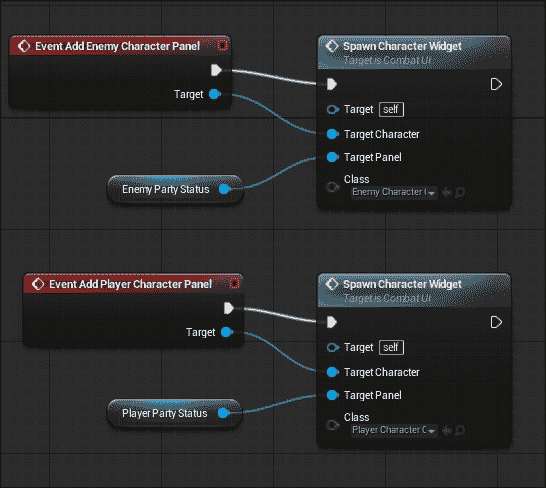 Event Add Enemy Character Panel
Target
Enemy Party Status
Spawn Character Widget
Target is Combat UI
Target self
Target Character
Target Panel
Class
Enemy Character
Event Add Player Character Panel
Target
Player Party Status
Spawn Character Widget
Target is Combat UI
Target self
Target Character
Target Panel
Class
Player Character